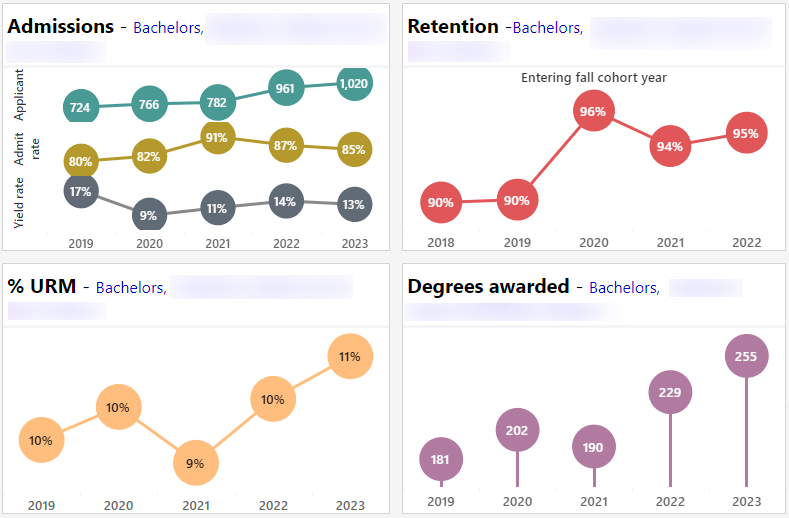 Admissions - Bachelors,
Applicant
724 766 782 961 1,020
Admit rate
80% 82% 91% 87% 85%
Yield rate
17% 9% 11% 14% 13%
2019 2020 2021 2022 2023
Retention -Bachelors,
Entering fall cohort year
90% 90% 96% 94% 95%
2018 2019 2020 2021 2022
% URM - Bachelors,
10% 10% 9% 10% 11%
2019 2020 2021 2022 2023
Degrees awarded - Bachelors,
181 202 190 229 255
2019 2020 2021 2022 2023